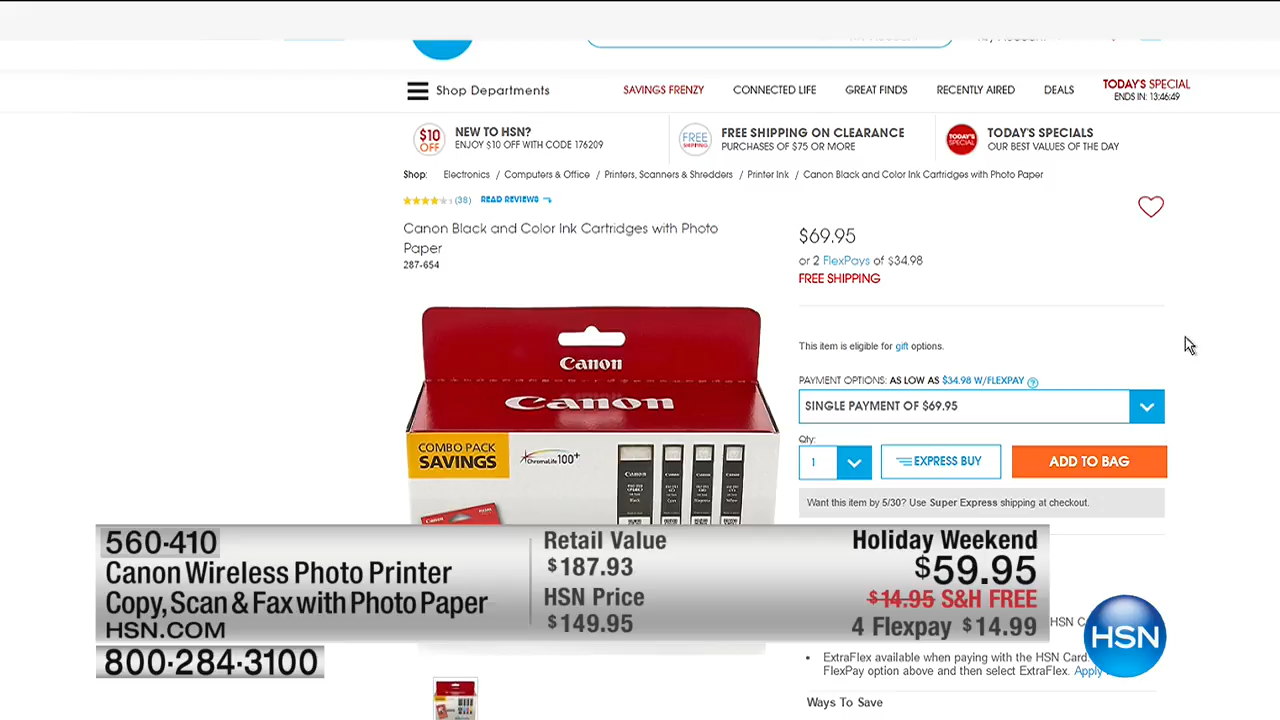 Shop Departments
SAVINGS FRENZY
CONNECTED LIFE
GREAT FINDS
RECENTLY AIRED
DEALS
TODAY'S SPECIAL
ENDS IN: 13:46:49
$10 OFF
NEW TO HSN?
ENJOY $10 OFF WITH CODE 176209
FREE SHIPPING
FREE SHIPPING ON CLEARANCE
PURCHASES OF $75 OR MORE
TODAY'S SPECIAL
TODAY'S SPECIALS
OUR BEST VALUES OF THE DAY
Shop: Electronics / Computers & Office / Printers, Scanners & Shredders / Printer Ink / Canon Black and Color Ink Cartridges with Photo Paper
(38) READ REVIEWS
Canon Black and Color Ink Cartridges with Photo
Paper
287-654
$69.95
or 2 FlexPays of $34.98
FREE SHIPPING
This item is eligible for gift options.
PAYMENT OPTIONS: AS LOW AS $34.98 W/FLEXPAY ?
SINGLE PAYMENT OF $69.95
Qty:
1
EXPRESS BUY
ADD TO BAG
Want this item by 5/30? Use Super Express shipping at checkout.
Canon
Canon
COMBO PACK
SAVINGS
ChromaLife 100+
Canon
560-410
Canon Wireless Photo Printer
Copy, Scan & Fax with Photo Paper
HSN.COM
800-284-3100
Retail Value
$187.93
HSN Price
$149.95
Holiday Weekend
$59.95
$14.95 S&H FREE
4 Flexpay $14.99
HSN
• ExtraFlex available when paying with the HSN Card.
FlexPay option above and then select ExtraFlex. Apply
Ways To Save